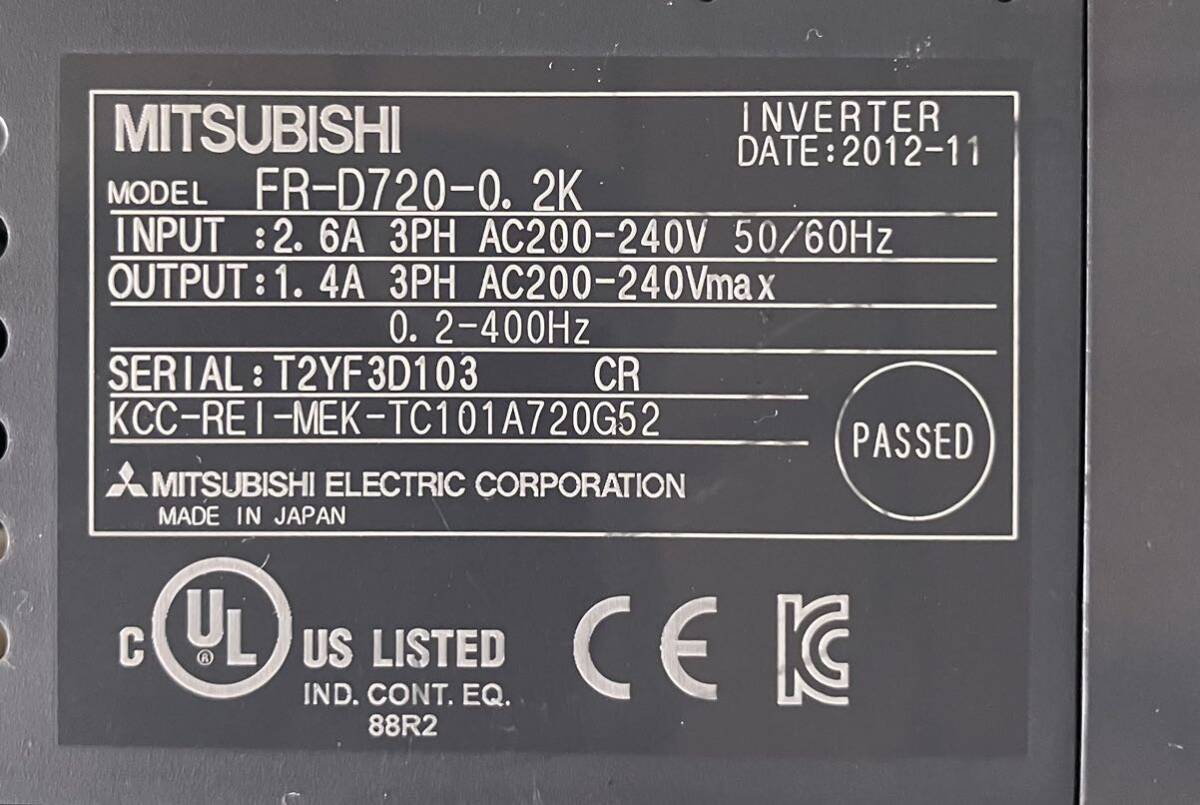 MITSUBISHI
INVERTER
DATE:2012-11
MODEL FR-D720-0.2K
INPUT :2.6A 3PH AC200-240V 50/60Hz
OUTPUT:1.4A 3PH AC200-240Vmax
0.2-400Hz
SERIAL:T2YF3D103 CR
KCC-REI-MEK-TC101A720G52
PASSED
MITSUBISHI ELECTRIC CORPORATION
MADE IN JAPAN
C UL ® US LISTED
IND. CONT. EQ.
88R2
CE
KC